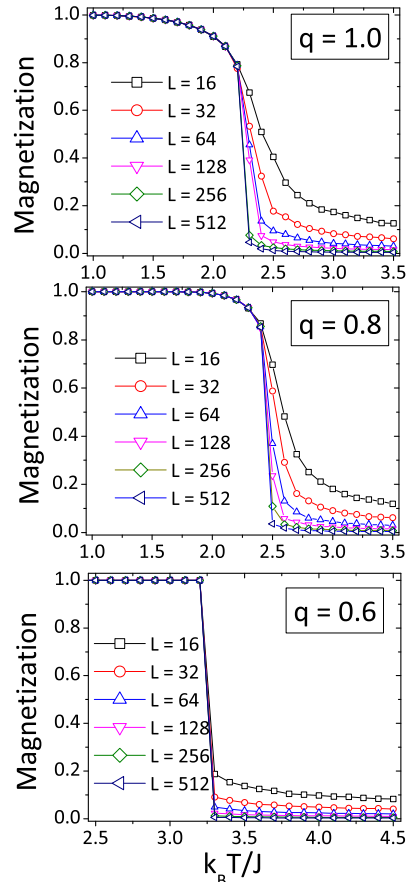 1.0
q = 1.0
0.8
L = 16
0.6
L = 32
L = 64
0.4
L = 128
0.2
L = 256
L = 512
0.0
Magnetization
1.0 1.5 2.0 2.5 3.0 3.5
1.0
q = 0.8
0.8
L = 16
0.6
L = 32
L = 64
0.4
L = 128
0.2
L = 256
L = 512
0.0
Magnetization
1.0 1.5 2.0 2.5 3.0 3.5
1.0
q = 0.6
0.8
L = 16
0.6
L = 32
L = 64
0.4
L = 128
0.2
L = 256
L = 512
0.0
Magnetization
2.5 3.0 3.5 4.0 4.5
k_BT/J